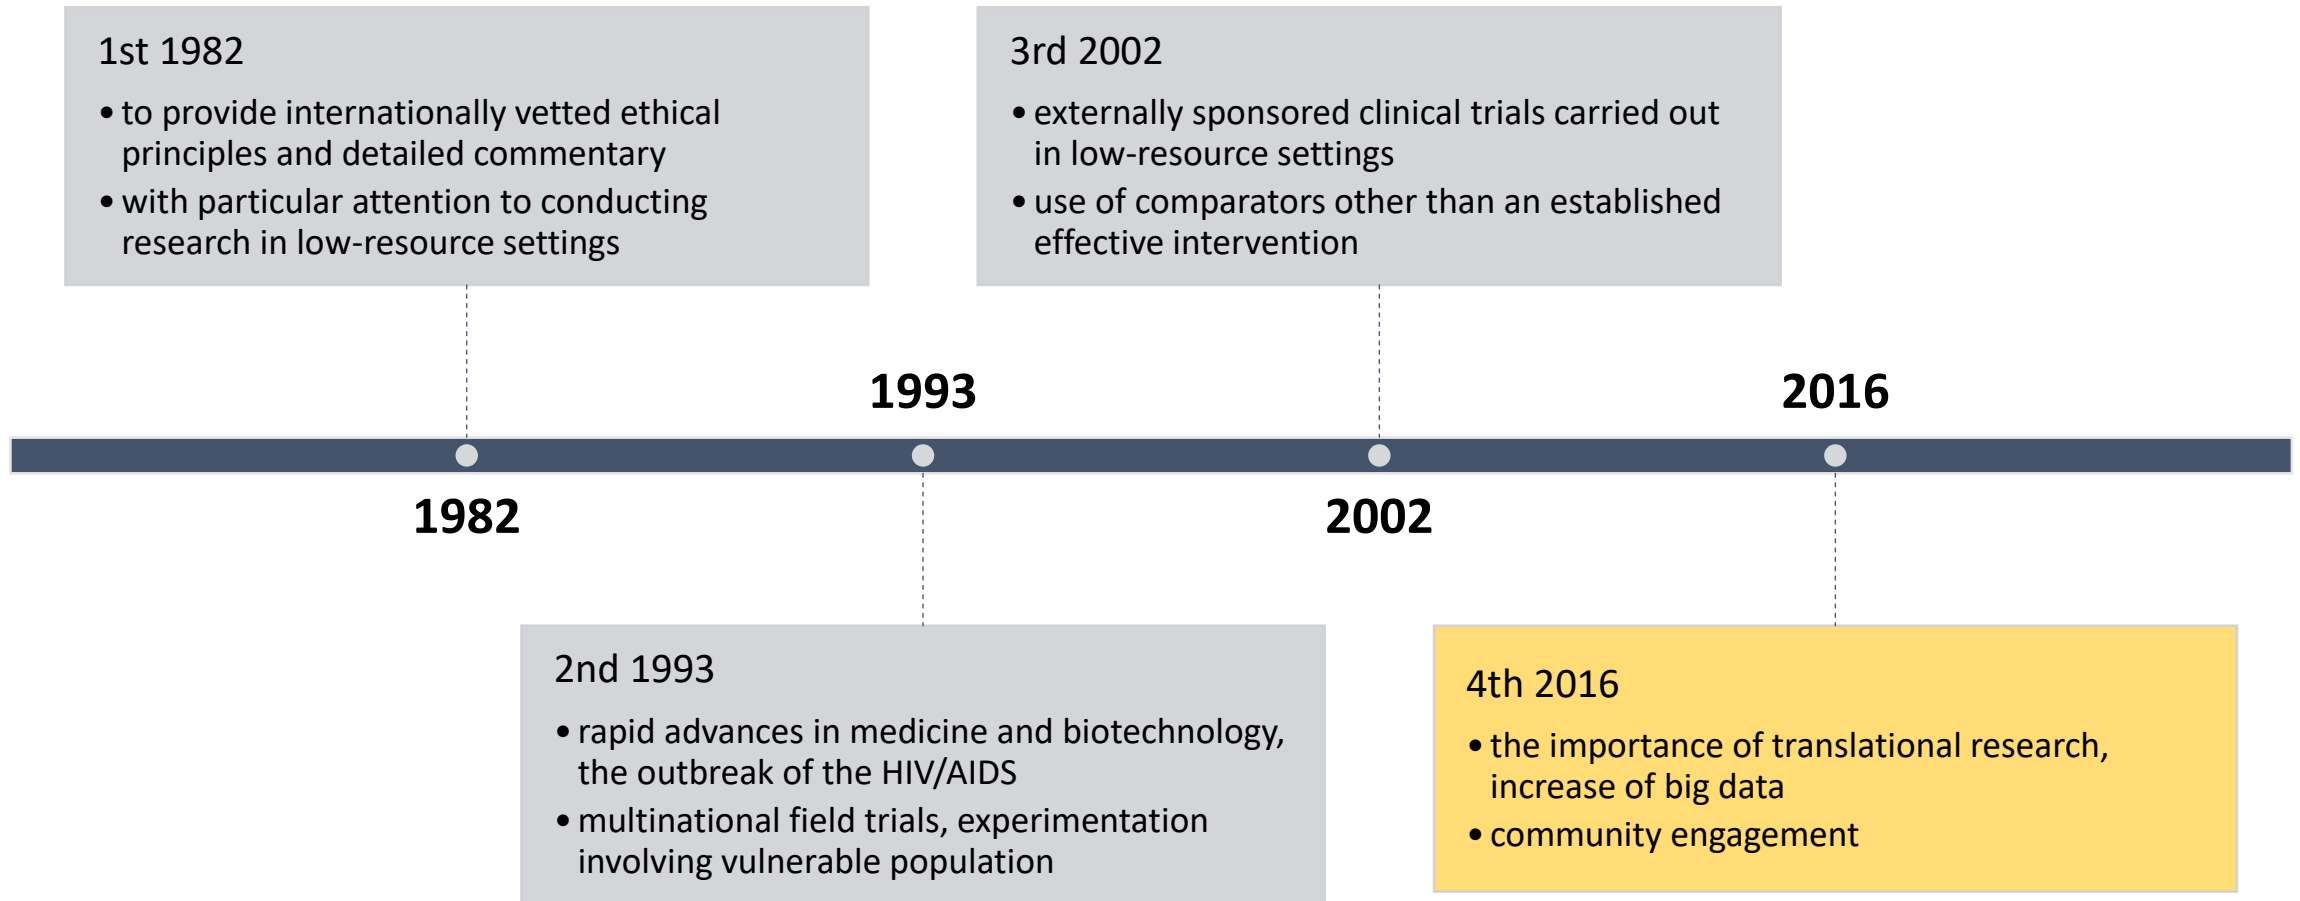 1st 1982
• to provide internationally vetted ethical
principles and detailed commentary
• with particular attention to conducting
research in low-resource settings
3rd 2002
• externally sponsored clinical trials carried out
in low-resource settings
• use of comparators other than an established
effective intervention
1993
2016
1982
2002
2nd 1993
• rapid advances in medicine and biotechnology,
the outbreak of the HIV/AIDS
• multinational field trials, experimentation
involving vulnerable population
4th 2016
• the importance of translational research,
increase of big data
• community engagement